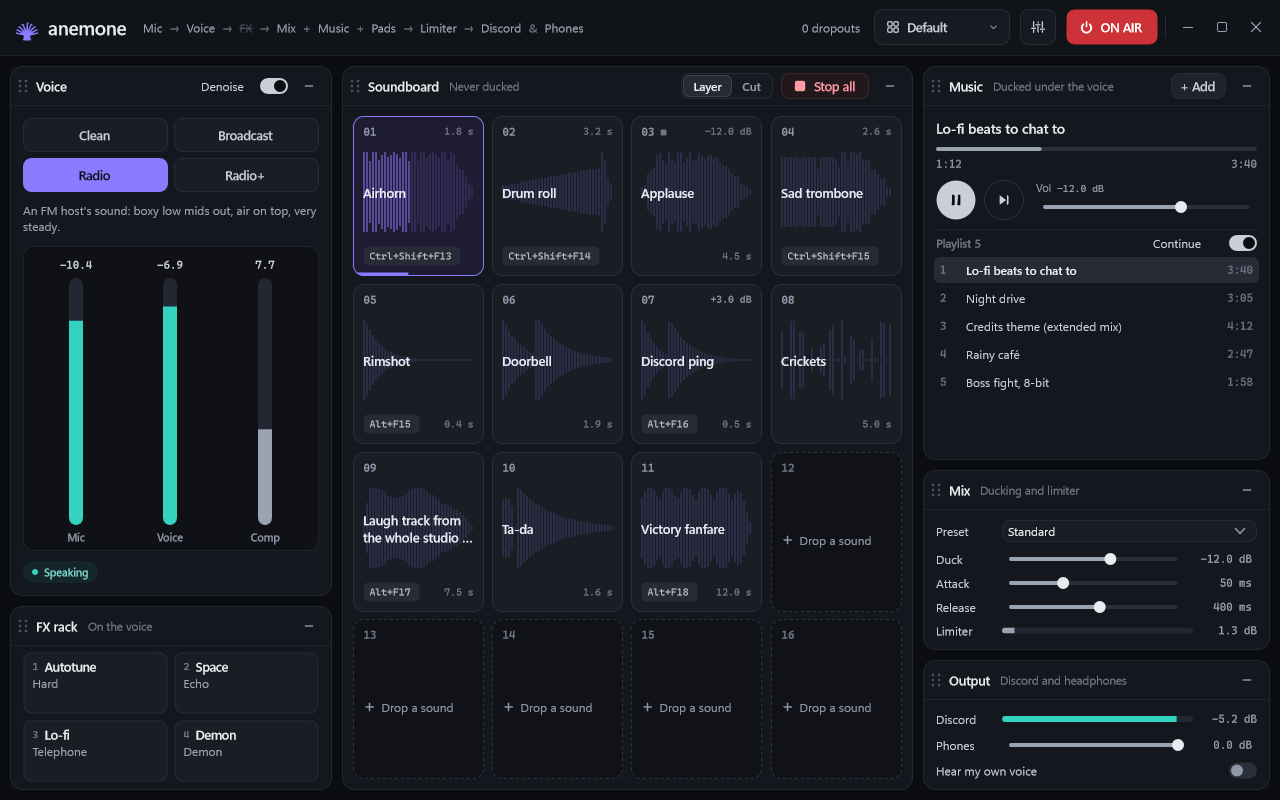 anemone
Mic → Voice → FX → Mix + Music + Pads → Limiter → Discord & Phones
0 dropouts
Default
ON AIR
Voice
Denoise
Clean
Broadcast
Radio
Radio+
An FM host's sound: boxy low mids out, air on top, very
steady.
−10.4
−6.9
7.7
Mic
Voice
Comp
Speaking
FX rack On the voice
1 Autotune
Hard
2 Space
Echo
3 Lo-fi
Telephone
4 Demon
Demon
Soundboard Never ducked
Layer
Cut
Stop all
01 1.8 s
Airhorn
Ctrl+Shift+F13
02 3.2 s
Drum roll
Ctrl+Shift+F14
03 −12.0 dB
Applause
4.5 s
04 2.6 s
Sad trombone
Ctrl+Shift+F15
05
Rimshot
Alt+F15 0.4 s
06
Doorbell
1.9 s
07 +3.0 dB
Discord ping
Alt+F16 0.5 s
08
Crickets
5.0 s
09
Laugh track from
the whole studio ...
Alt+F17 7.5 s
10
Ta-da
1.6 s
11
Victory fanfare
Alt+F18 12.0 s
12
+ Drop a sound
13
+ Drop a sound
14
+ Drop a sound
15
+ Drop a sound
16
+ Drop a sound
Music Ducked under the voice
+ Add
Lo-fi beats to chat to
1:12 3:40
Vol −12.0 dB
Playlist 5
Continue
1 Lo-fi beats to chat to 3:40
2 Night drive 3:05
3 Credits theme (extended mix) 4:12
4 Rainy café 2:47
5 Boss fight, 8-bit 1:58
Mix Ducking and limiter
Preset Standard
Duck −12.0 dB
Attack 50 ms
Release 400 ms
Limiter 1.3 dB
Output Discord and headphones
Discord −5.2 dB
Phones 0.0 dB
Hear my own voice